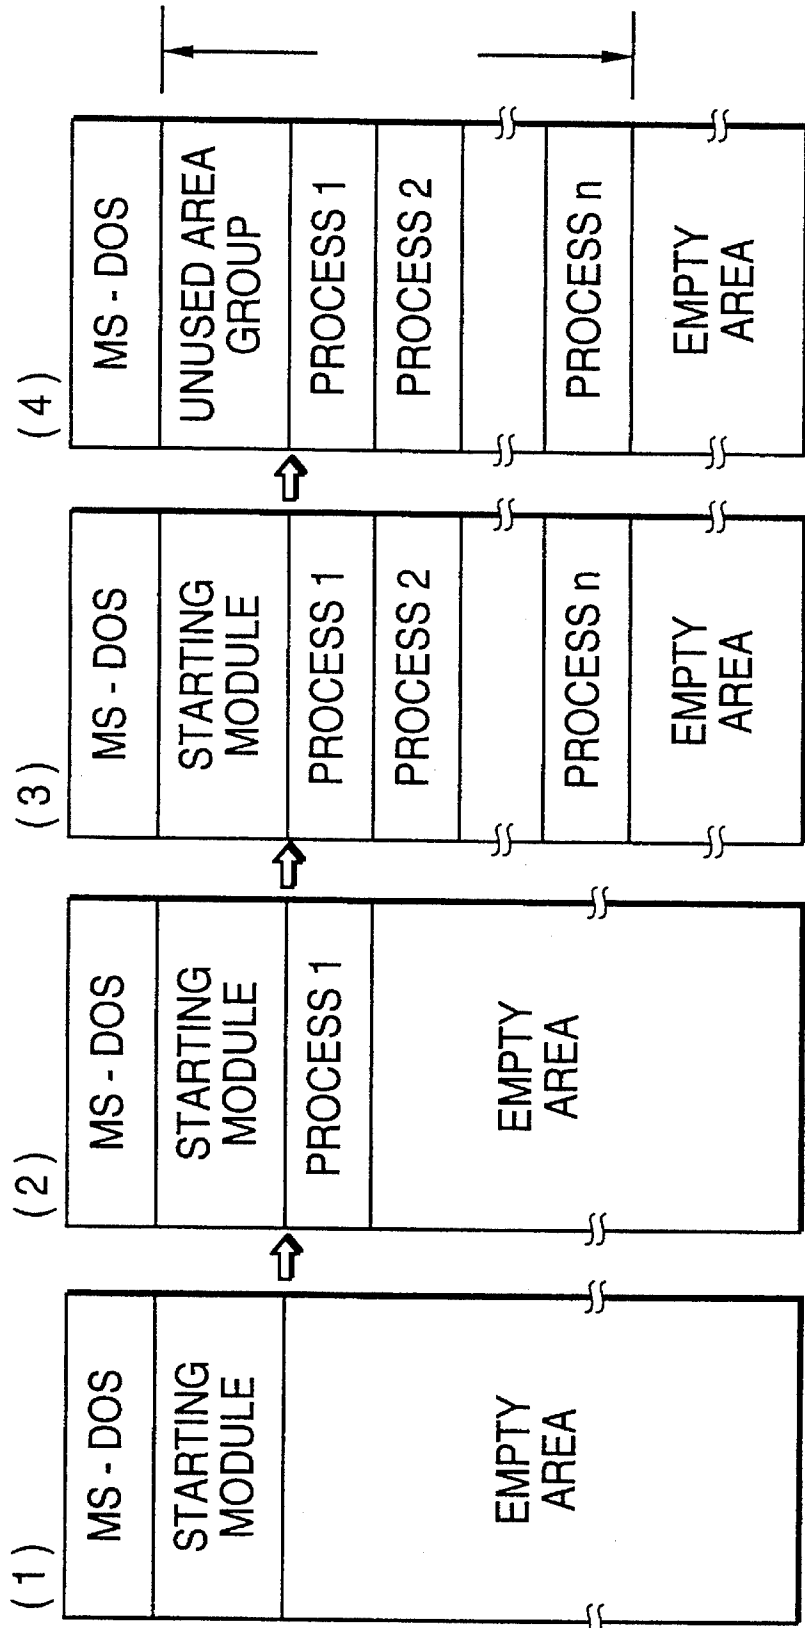 (1)
MS - DOS
STARTING
MODULE
EMPTY
AREA
(2)
MS - DOS
STARTING
MODULE
PROCESS 1
EMPTY
AREA
(3)
MS - DOS
STARTING
MODULE
PROCESS 1
PROCESS 2
PROCESS n
EMPTY
AREA
(4)
MS - DOS
UNUSED AREA
GROUP
PROCESS 1
PROCESS 2
PROCESS n
EMPTY
AREA